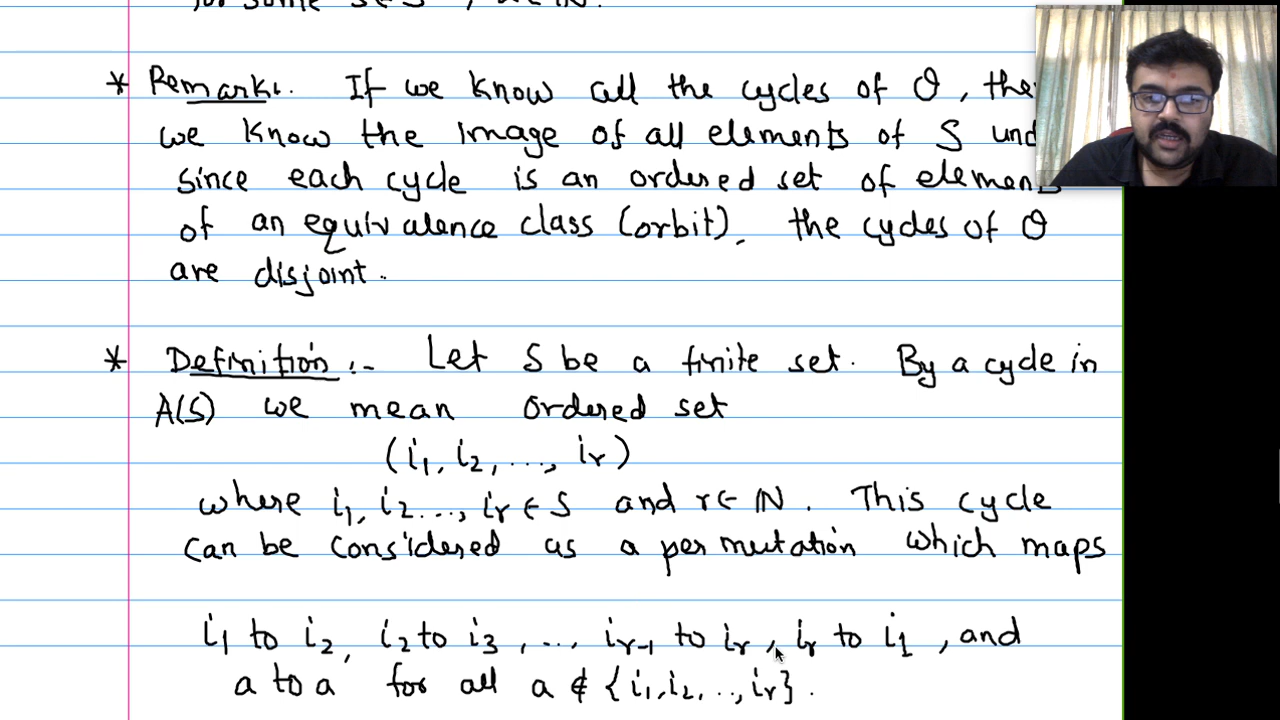 * Remarks. If we know all the cycles of θ,
we know the image of all elements of S
since each cycle is an ordered set of
of an equivalence class (orbit), the cycles of θ
are disjoint.
* Definition :- Let S be a finite set. By a cycle in
A(S) we mean ordered set
(i₁, i₂, ..., iᵣ)
where i₁, i₂ ..., iᵣ ∈ S and r ∈ ℕ. This cycle
can be considered as a permutation which maps
i₁ to i₂, i₂ to i₃, ... iᵣ₋₁ to iᵣ, iᵣ to i₁, and
a to a for all a ∉ {i₁, i₂, .., iᵣ}.